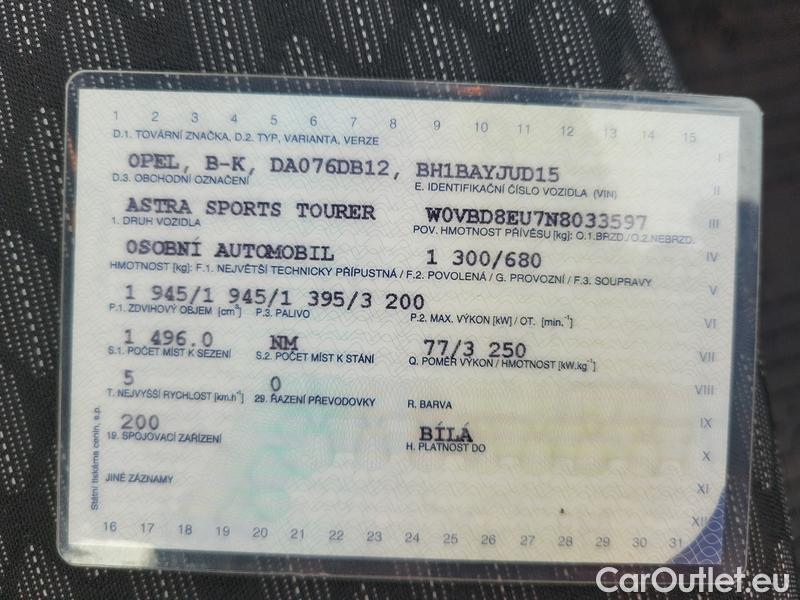 1 2 3 4 5 6 7 8 9 10 11 12 13 14 15
D.1. TOVÁRNÍ ZNAČKA, D.2. TYP, VARIANTA, VERZE
I
OPEL, B-K, DA076DB12, BH1BAYJUD15
D.3. OBCHODNÍ OZNAČENÍ E. IDENTIFIKAČNÍ ČÍSLO VOZIDLA (VIN)
II
ASTRA SPORTS TOURER W0VBD8EU7N8033597
III
1. DRUH VOZIDLA POV. HMOTNOST PŘÍVĚSU [kg]: O.1.BRZD./O.2.NEBRZD.
OSOBNÍ AUTOMOBIL 1 300/680
IV
HMOTNOST [kg]: F.1. NEJVĚTŠÍ TECHNICKY PŘÍPUSTNÁ / F.2. POVOLENÁ / G. PROVOZNÍ / F.3. SOUPRAVY
V
1 945/1 945/1 395/3 200
P.1. ZDVIHOVÝ OBJEM [cm³] P.3. PALIVO P.2. MAX. VÝKON [kW] / OT. [min.⁻¹]
VI
1 496.0 NM 77/3 250
VII
S.1. POČET MÍST K SEZENÍ S.2. POČET MÍST K STÁNÍ Q. POMĚR VÝKON / HMOTNOST [kW.kg⁻¹]
5 0
VIII
T. NEJVYŠŠÍ RYCHLOST [km.h⁻¹] 29. ŘAZENÍ PŘEVODOVKY R. BARVA
200 BÍLÁ
IX
19. SPOJOVACÍ ZAŘÍZENÍ H. PLATNOST DO
X
JINÉ ZÁZNAMY
XI
XII
Státní tiskárna cenin, s.p.
16 17 18 19 20 21 22 23 24 25 26 27 28 29 30 31
CarOutlet.eu